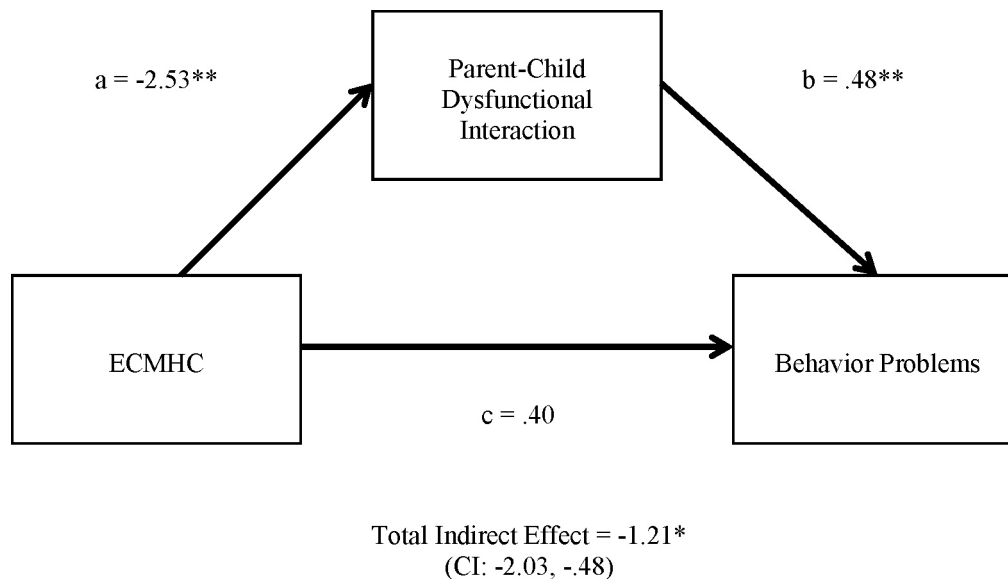 a = -2.53**
Parent-Child
Dysfunctional
Interaction
b = .48**
ECMHC
Behavior Problems
c = .40
Total Indirect Effect = -1.21*
(CI: -2.03, -.48)